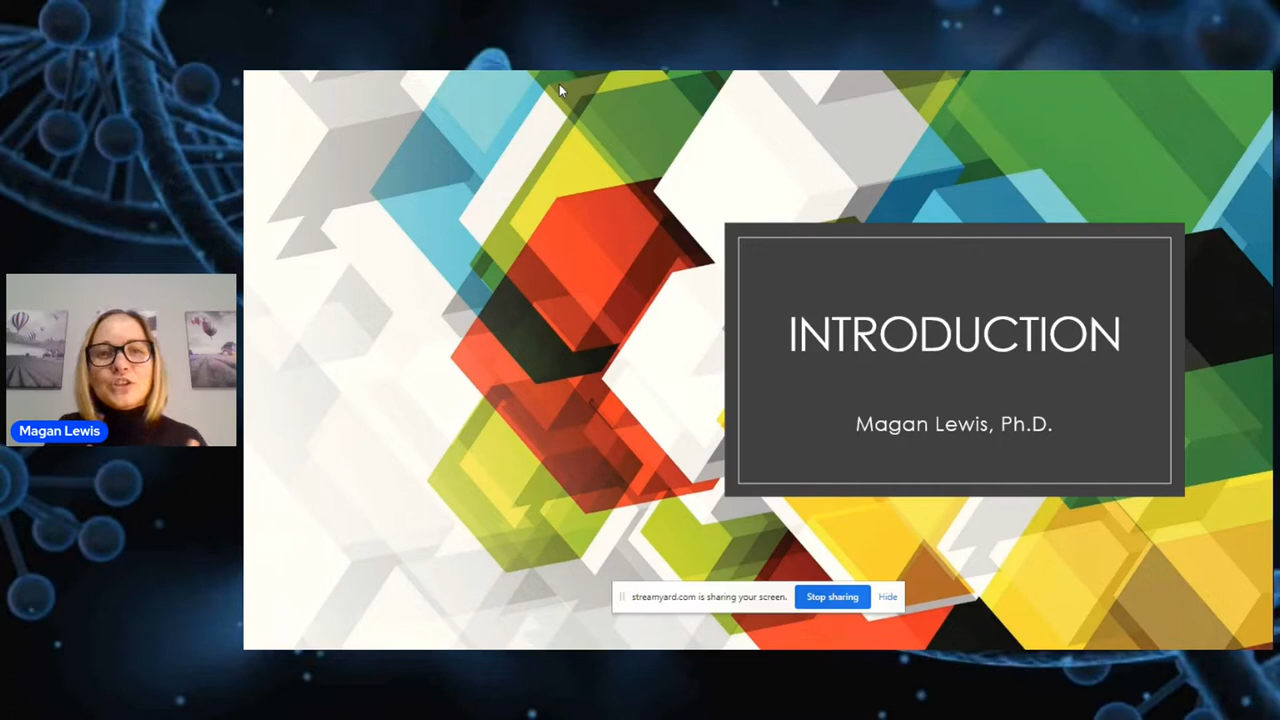 Magan Lewis
INTRODUCTION
Magan Lewis, Ph.D.
streamyard.com is sharing your screen. Stop sharing Hide